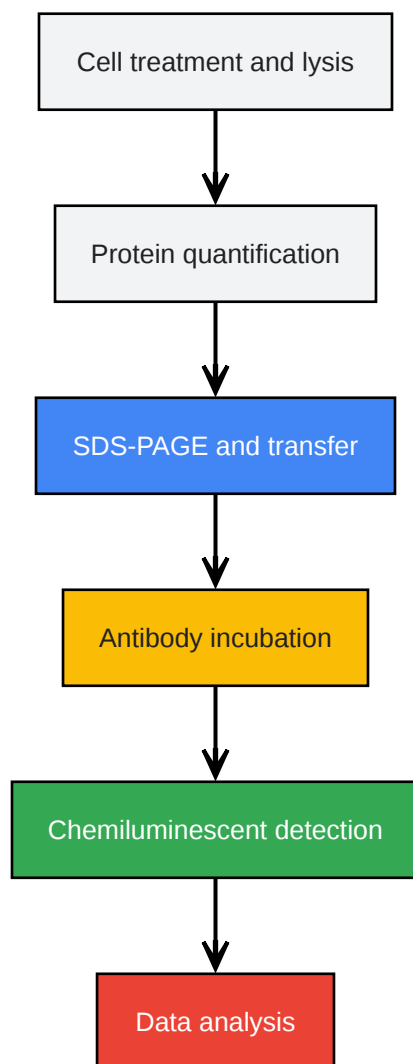 Cell treatment and lysis
Protein quantification
SDS-PAGE and transfer
Antibody incubation
Chemiluminescent detection
Data analysis